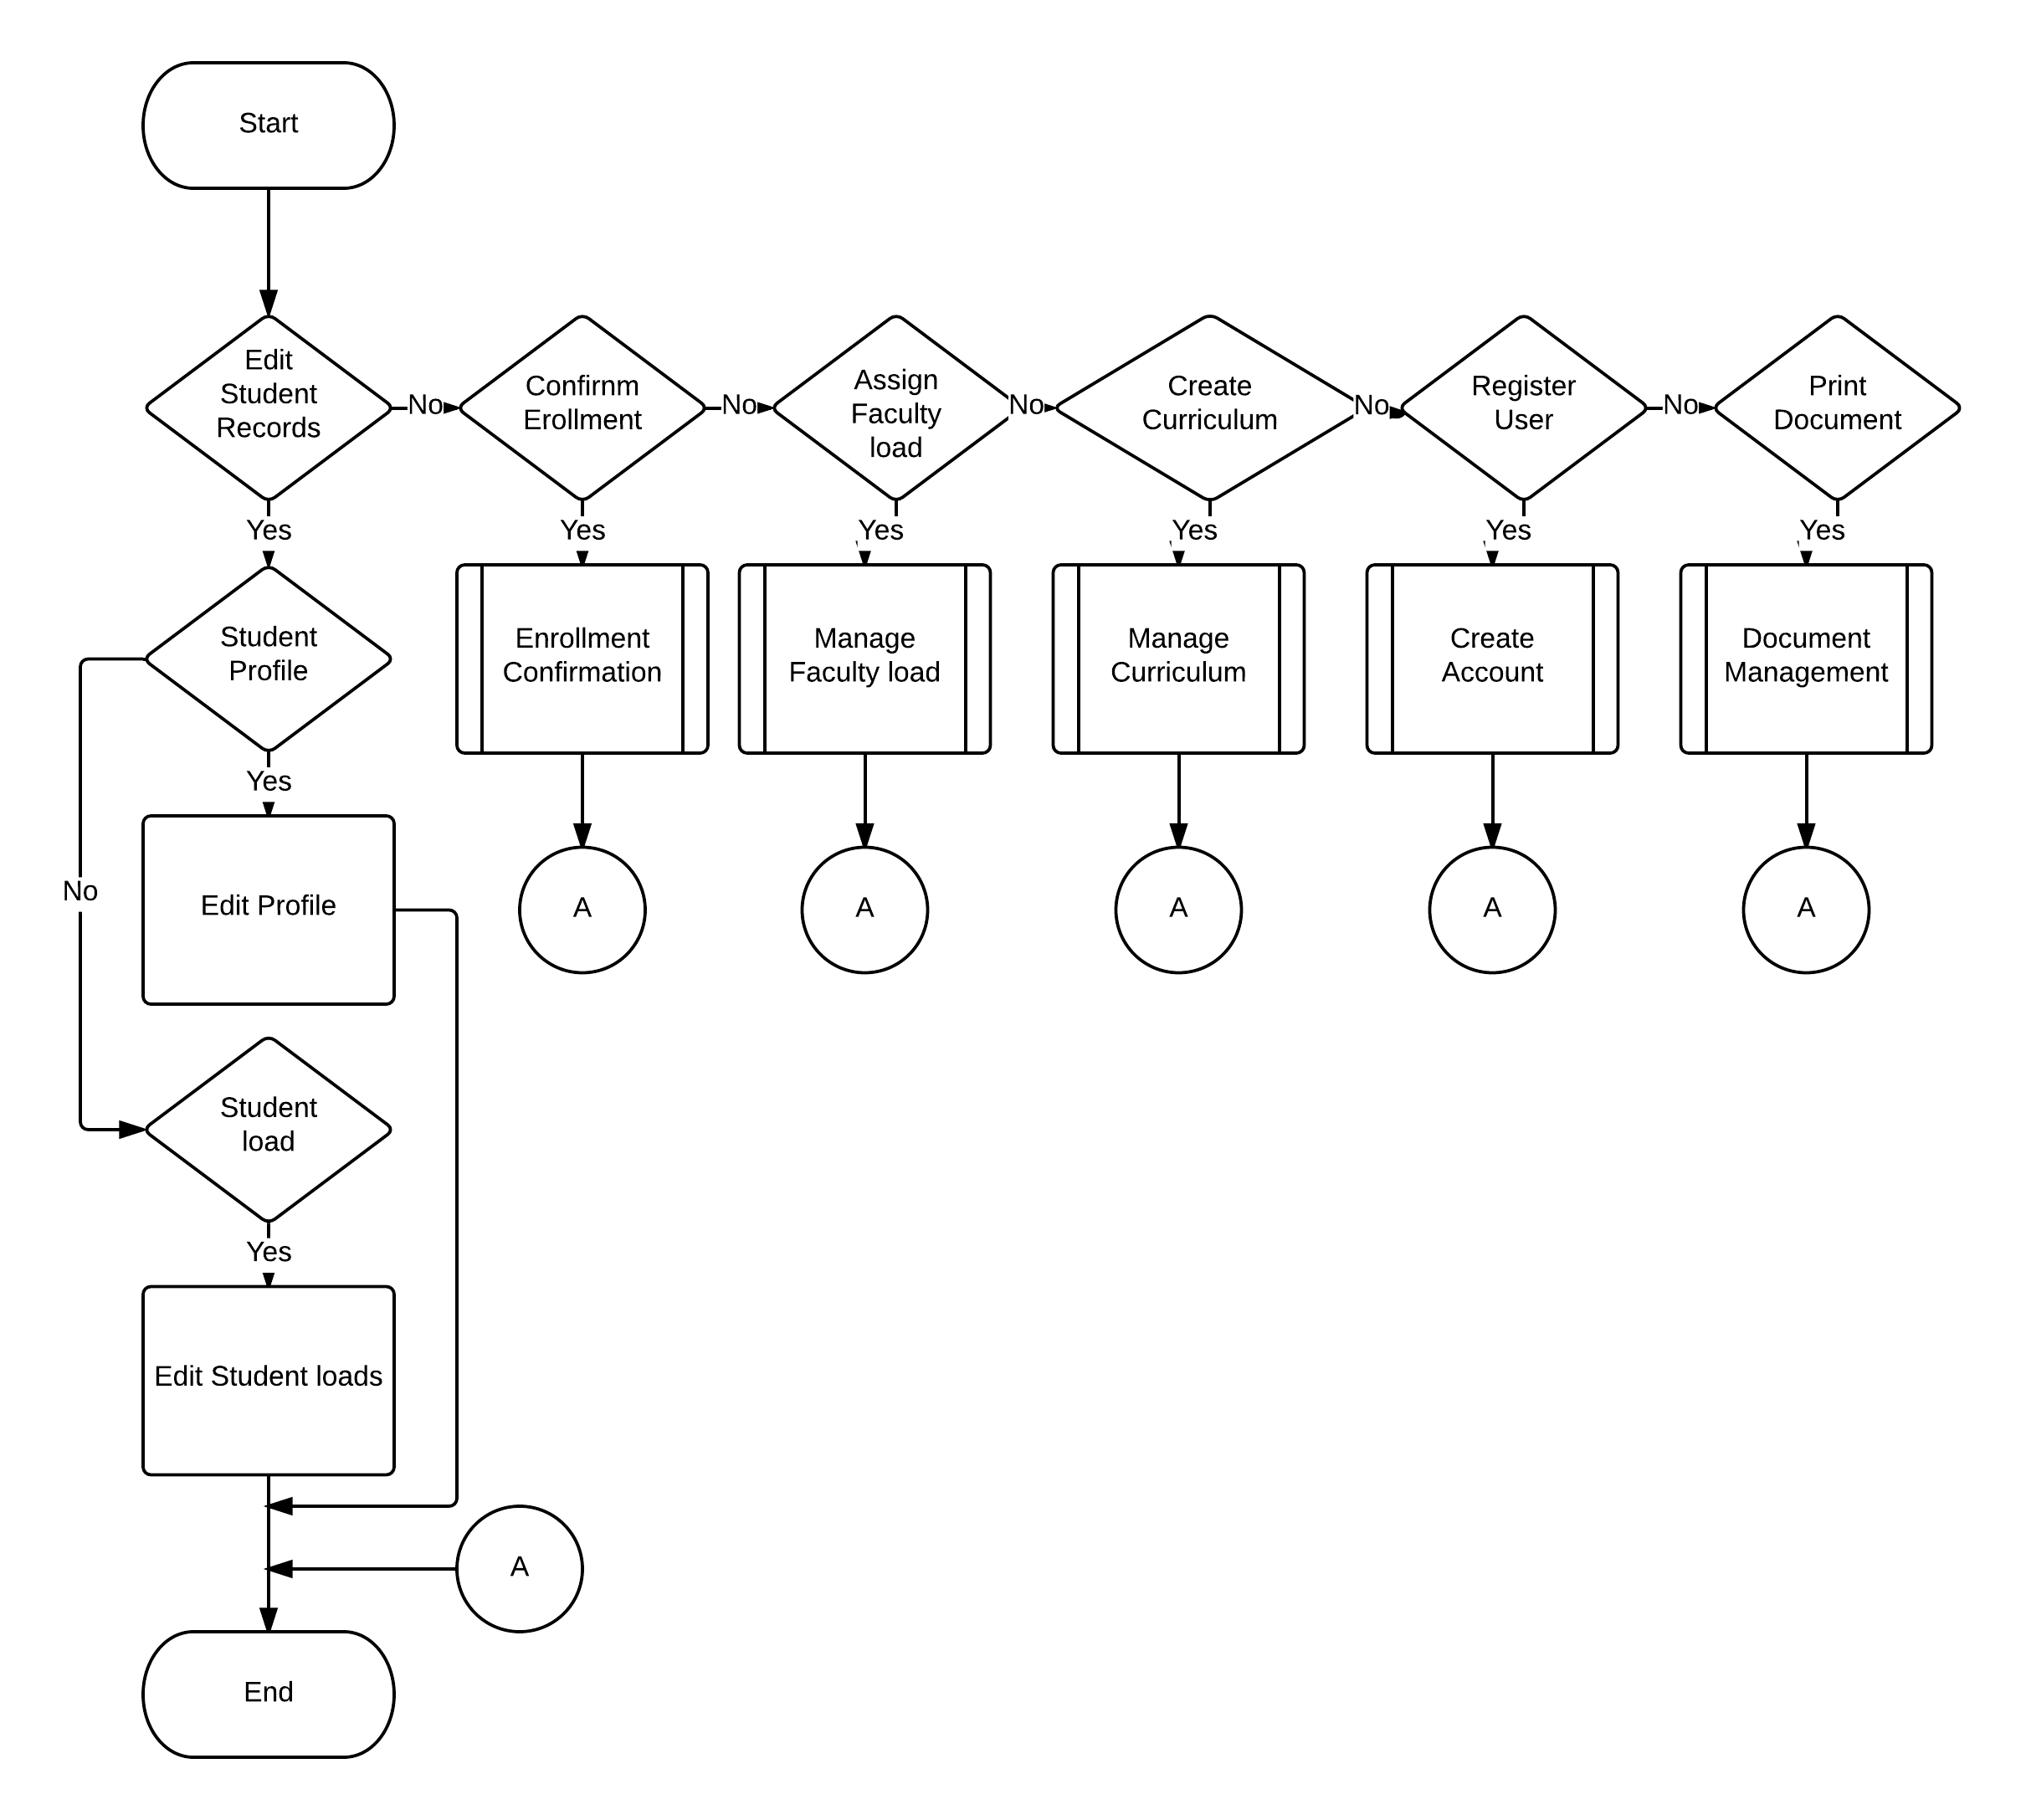 Start
Edit
Student
Records
No
Confirnm
Erollment
No
Assign
Faculty
load
No
Create
Curriculum
No
Register
User
No
Print
Document
Yes
Yes
Yes
Yes
Yes
Yes
Student
Profile
Enrollment
Confirmation
Manage
Faculty load
Manage
Curriculum
Create
Account
Document
Management
Yes
No
Edit Profile
A
A
A
A
A
Student
load
Yes
Edit Student loads
A
End